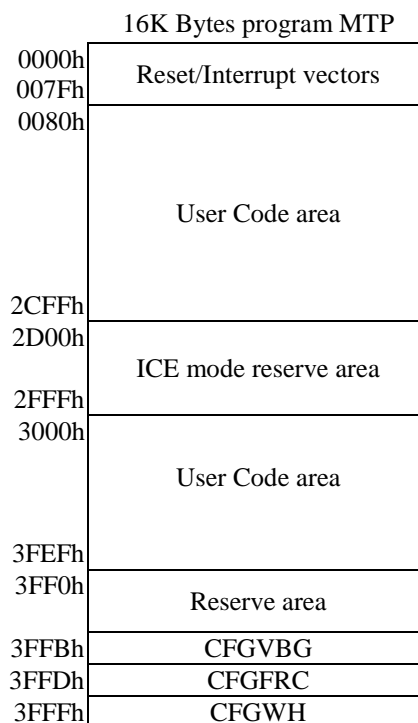 16K Bytes program MTP
0000h
Reset/Interrupt vectors
007Fh
0080h
User Code area
2CFFh
2D00h
ICE mode reserve area
2FFFh
3000h
User Code area
3FEFh
3FF0h
Reserve area
3FFBh CFGVBG
3FFDh CFGFRC
3FFFh CFGWH